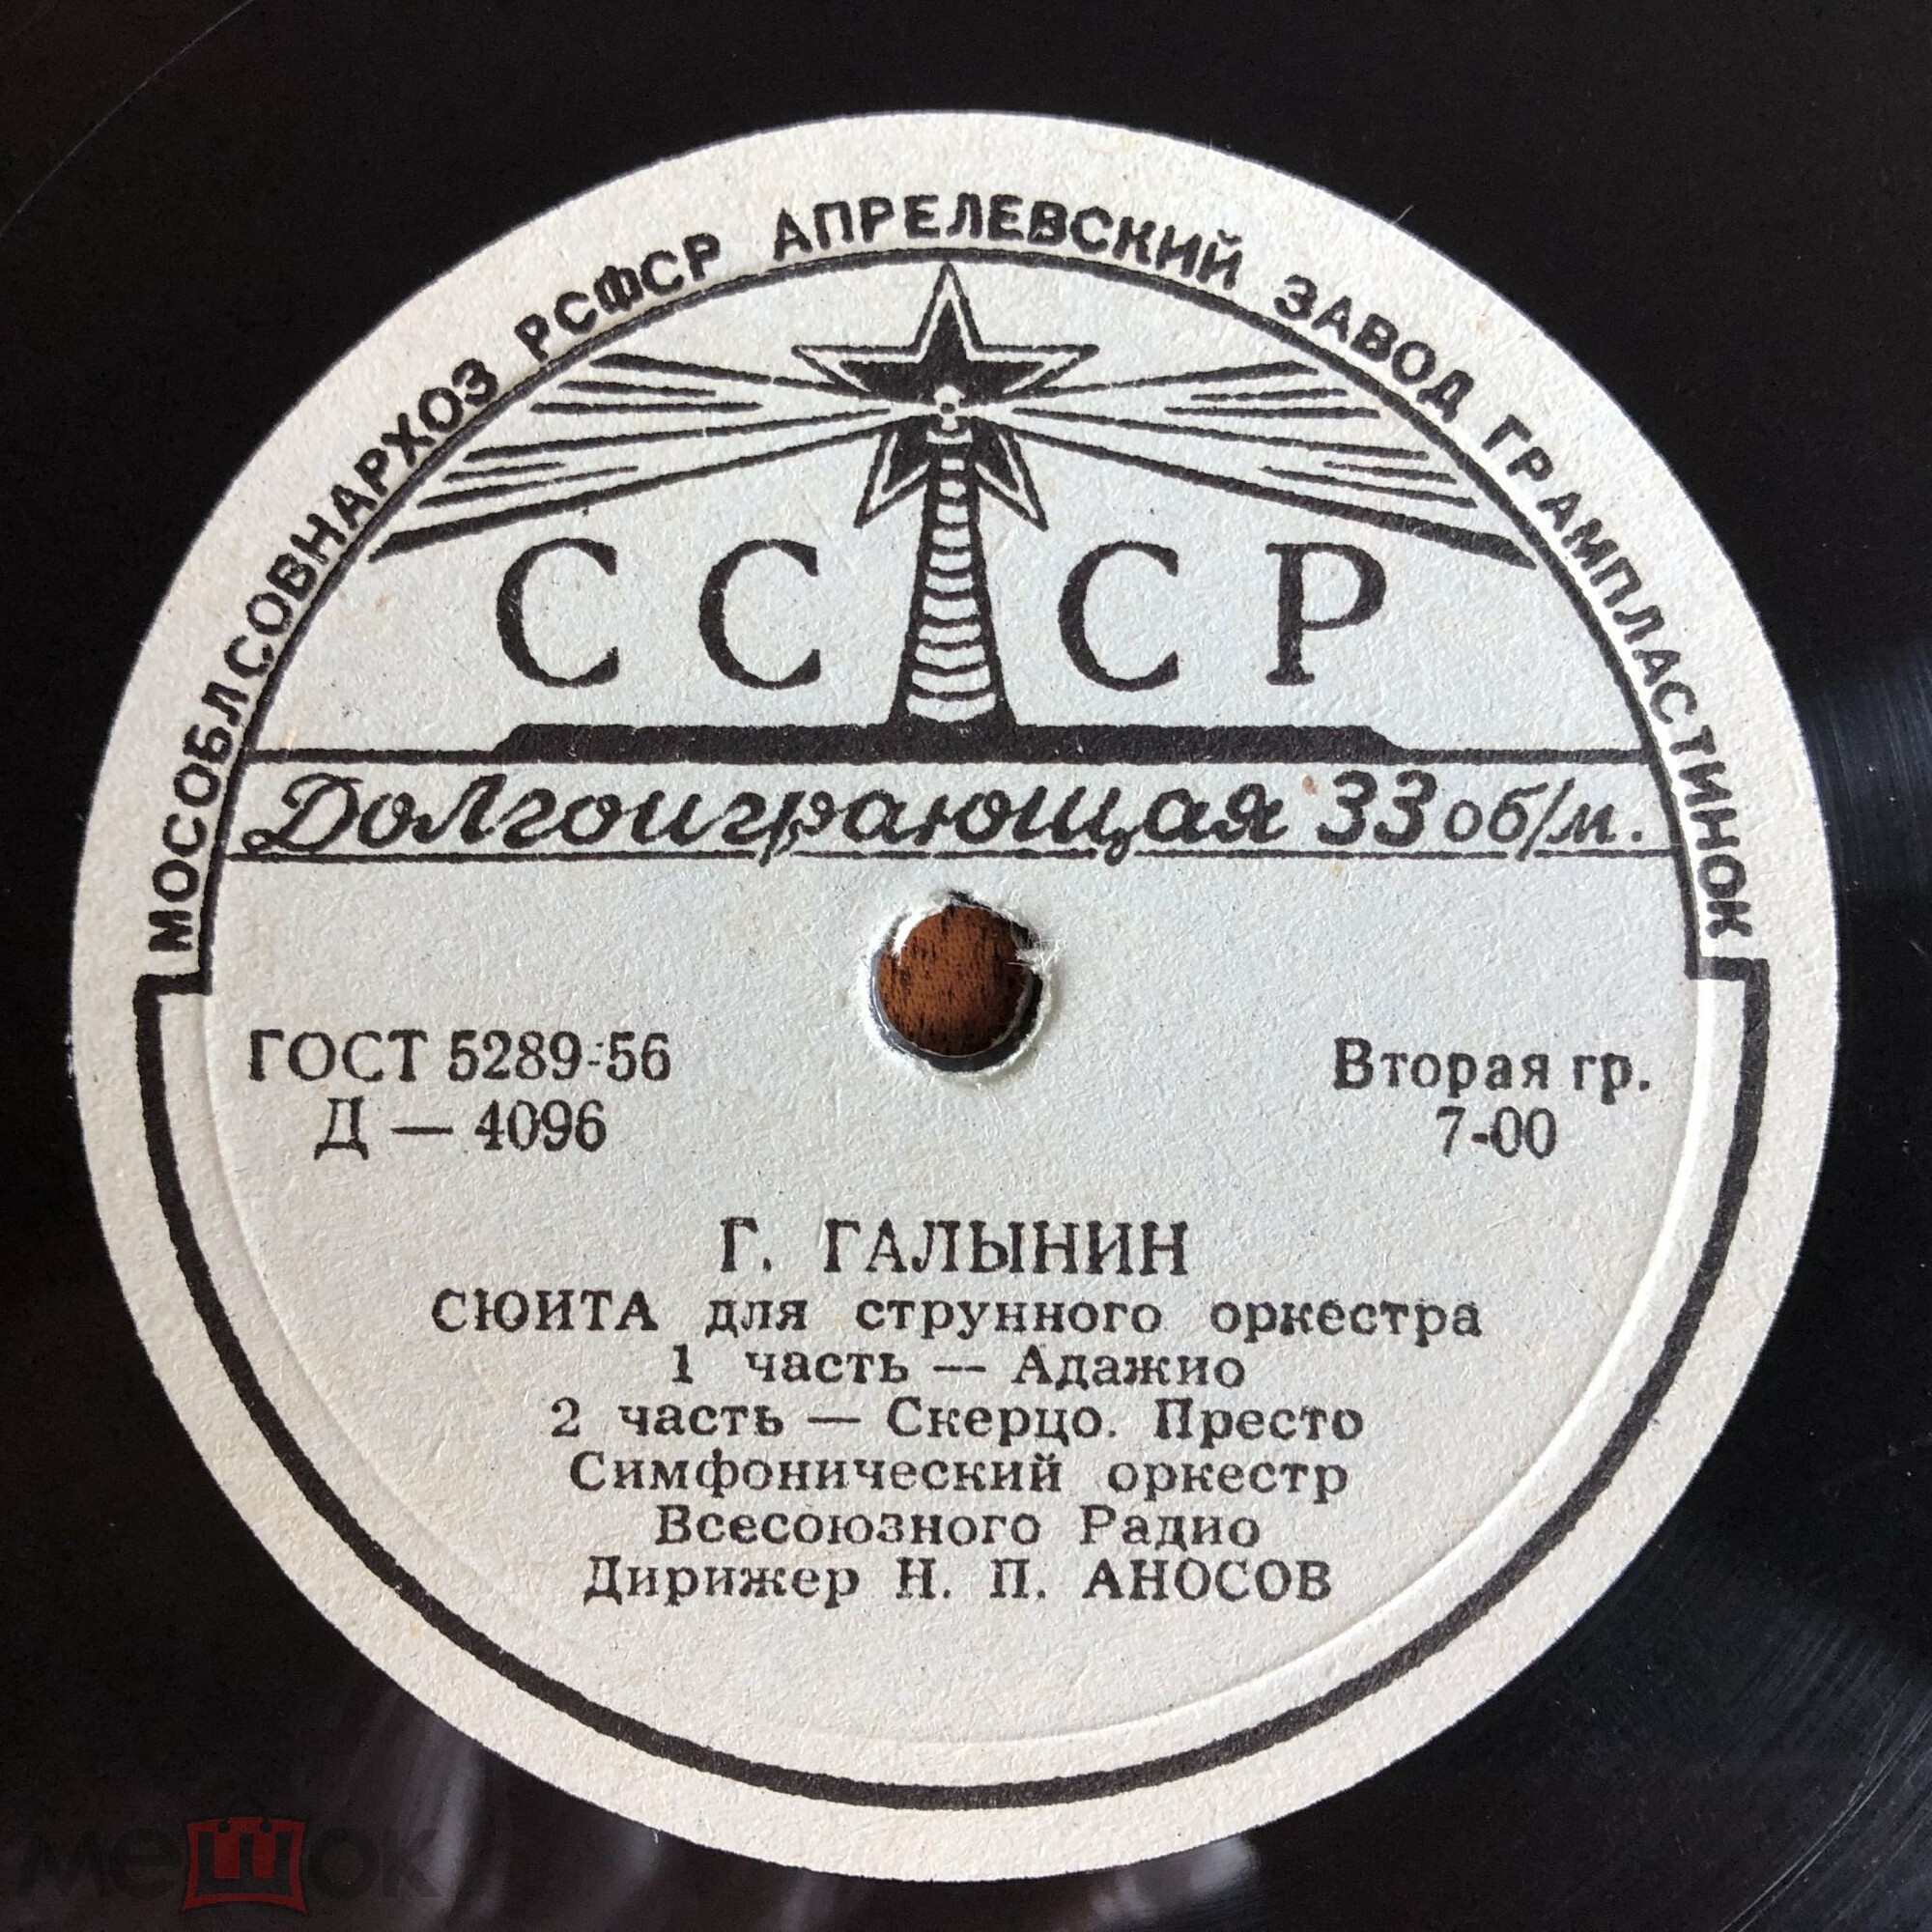 МОСОБЛСОВНАРХОЗ РСФСР АПРЕЛЕВСКИЙ ЗАВОД ГРАМПЛАСТИНОК
СССР
Долгоиграющая 33 об/м.
ГОСТ 5289-56
Д — 4096
Вторая гр.
7-00
Г. ГАЛЫНИН
СЮИТА для струнного оркестра
1 часть — Адажио
2 часть — Скерцо. Престо
Симфонический оркестр
Всесоюзного Радио
Дирижер Н. П. АНОСОВ
мешок